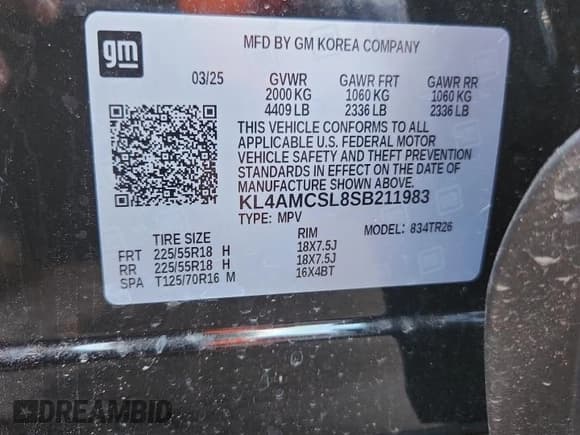 gm
MFD BY GM KOREA COMPANY
03/25 GVWR GAWR FRT GAWR RR
2000 KG 1060 KG 1060 KG
4409 LB 2336 LB 2336 LB
THIS VEHICLE CONFORMS TO ALL
APPLICABLE U.S. FEDERAL MOTOR
VEHICLE SAFETY AND THEFT PREVENTION
STANDARDS IN EFFECT ON THE DATE OF
MANUFACTURE SHOWN ABOVE.
KL4AMCSL8SB211983
TYPE: MPV MODEL: 834TR26
TIRE SIZE RIM
FRT 225/55R18 H 18X7.5J
RR 225/55R18 H 18X7.5J
SPA T125/70R16 M 16X4BT
DREAMBID